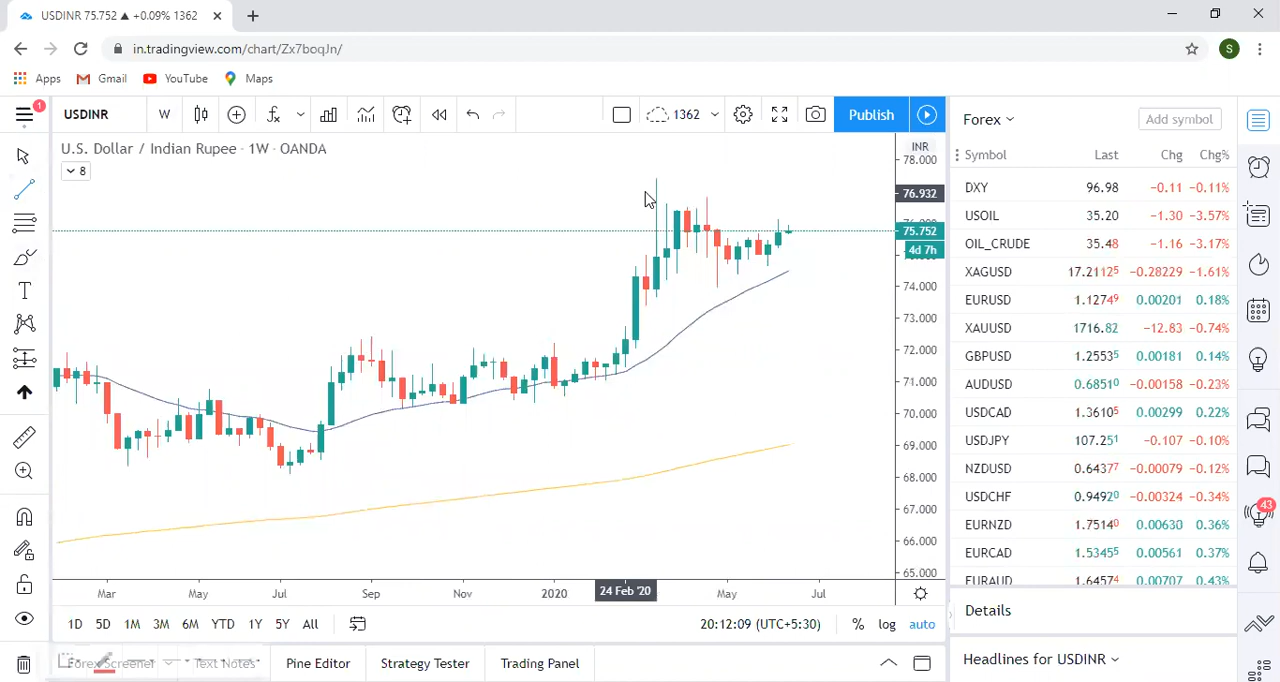 USDINR 75.752 ▲ +0.09% 1362
in.tradingview.com/chart/Zx7boqJn/
S
Apps Gmail YouTube Maps
1
USDINR W 1362 Publish
Forex Add symbol
U.S. Dollar / Indian Rupee · 1W · OANDA
8
INR
78.000
76.932
75.752
4d 7h
74.000
73.000
72.000
71.000
70.000
69.000
68.000
67.000
66.000
65.000
Mar May Jul Sep Nov 2020 24 Feb '20 May Jul
Symbol Last Chg Chg%
DXY 96.98 −0.11 −0.11%
USOIL 35.20 −1.30 −3.57%
OIL_CRUDE 35.48 −1.16 −3.17%
XAGUSD 17.2112⁵ −0.28229 −1.61%
EURUSD 1.1274⁹ 0.00201 0.18%
XAUUSD 1716.82 −12.83 −0.74%
GBPUSD 1.2553⁵ 0.00181 0.14%
AUDUSD 0.6851⁰ −0.00158 −0.23%
USDCAD 1.3610⁵ 0.00299 0.22%
USDJPY 107.25¹ −0.107 −0.10%
NZDUSD 0.6437⁷ −0.00079 −0.12%
USDCHF 0.9492⁰ −0.00324 −0.34%
EURNZD 1.7514⁰ 0.00630 0.36%
EURCAD 1.5345⁵ 0.00561 0.37%
EURAUD 1.6457⁴ 0.00707 0.43%
43
Details
Headlines for USDINR
1D 5D 1M 3M 6M YTD 1Y 5Y All 20:12:09 (UTC+5:30) % log auto
Forex Screener Text Notes Pine Editor Strategy Tester Trading Panel